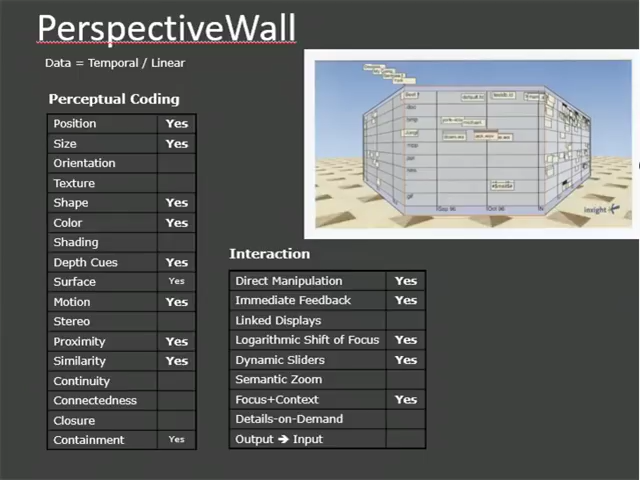 PerspectiveWall
Data = Temporal / Linear
Perceptual Coding
Position Yes
Size Yes
Orientation
Texture
Shape Yes
Color Yes
Shading
Depth Cues Yes
Surface Yes
Motion Yes
Stereo
Proximity Yes
Similarity Yes
Continuity
Connectedness
Closure
Containment Yes
insight
Interaction
Direct Manipulation Yes
Immediate Feedback Yes
Linked Displays
Logarithmic Shift of Focus Yes
Dynamic Sliders Yes
Semantic Zoom
Focus+Context Yes
Details-on-Demand
Output ➔ Input